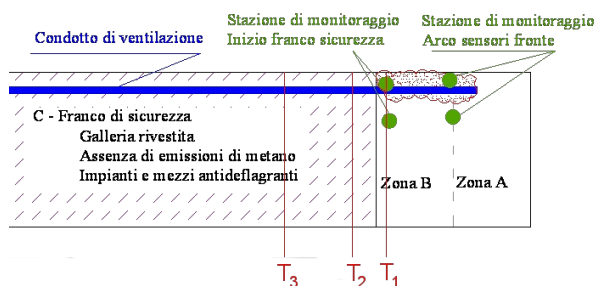 Stazione di monitoraggio
Inizio franco sicurezza
Stazione di monitoraggio
Arco sensori fronte
Condotto di ventilazione
C - Franco di sicurezza
Galleria rivestita
Assenza di emissioni di metano
Impianti e mezzi antideflagranti
Zona B
Zona A
T3
T2
T1